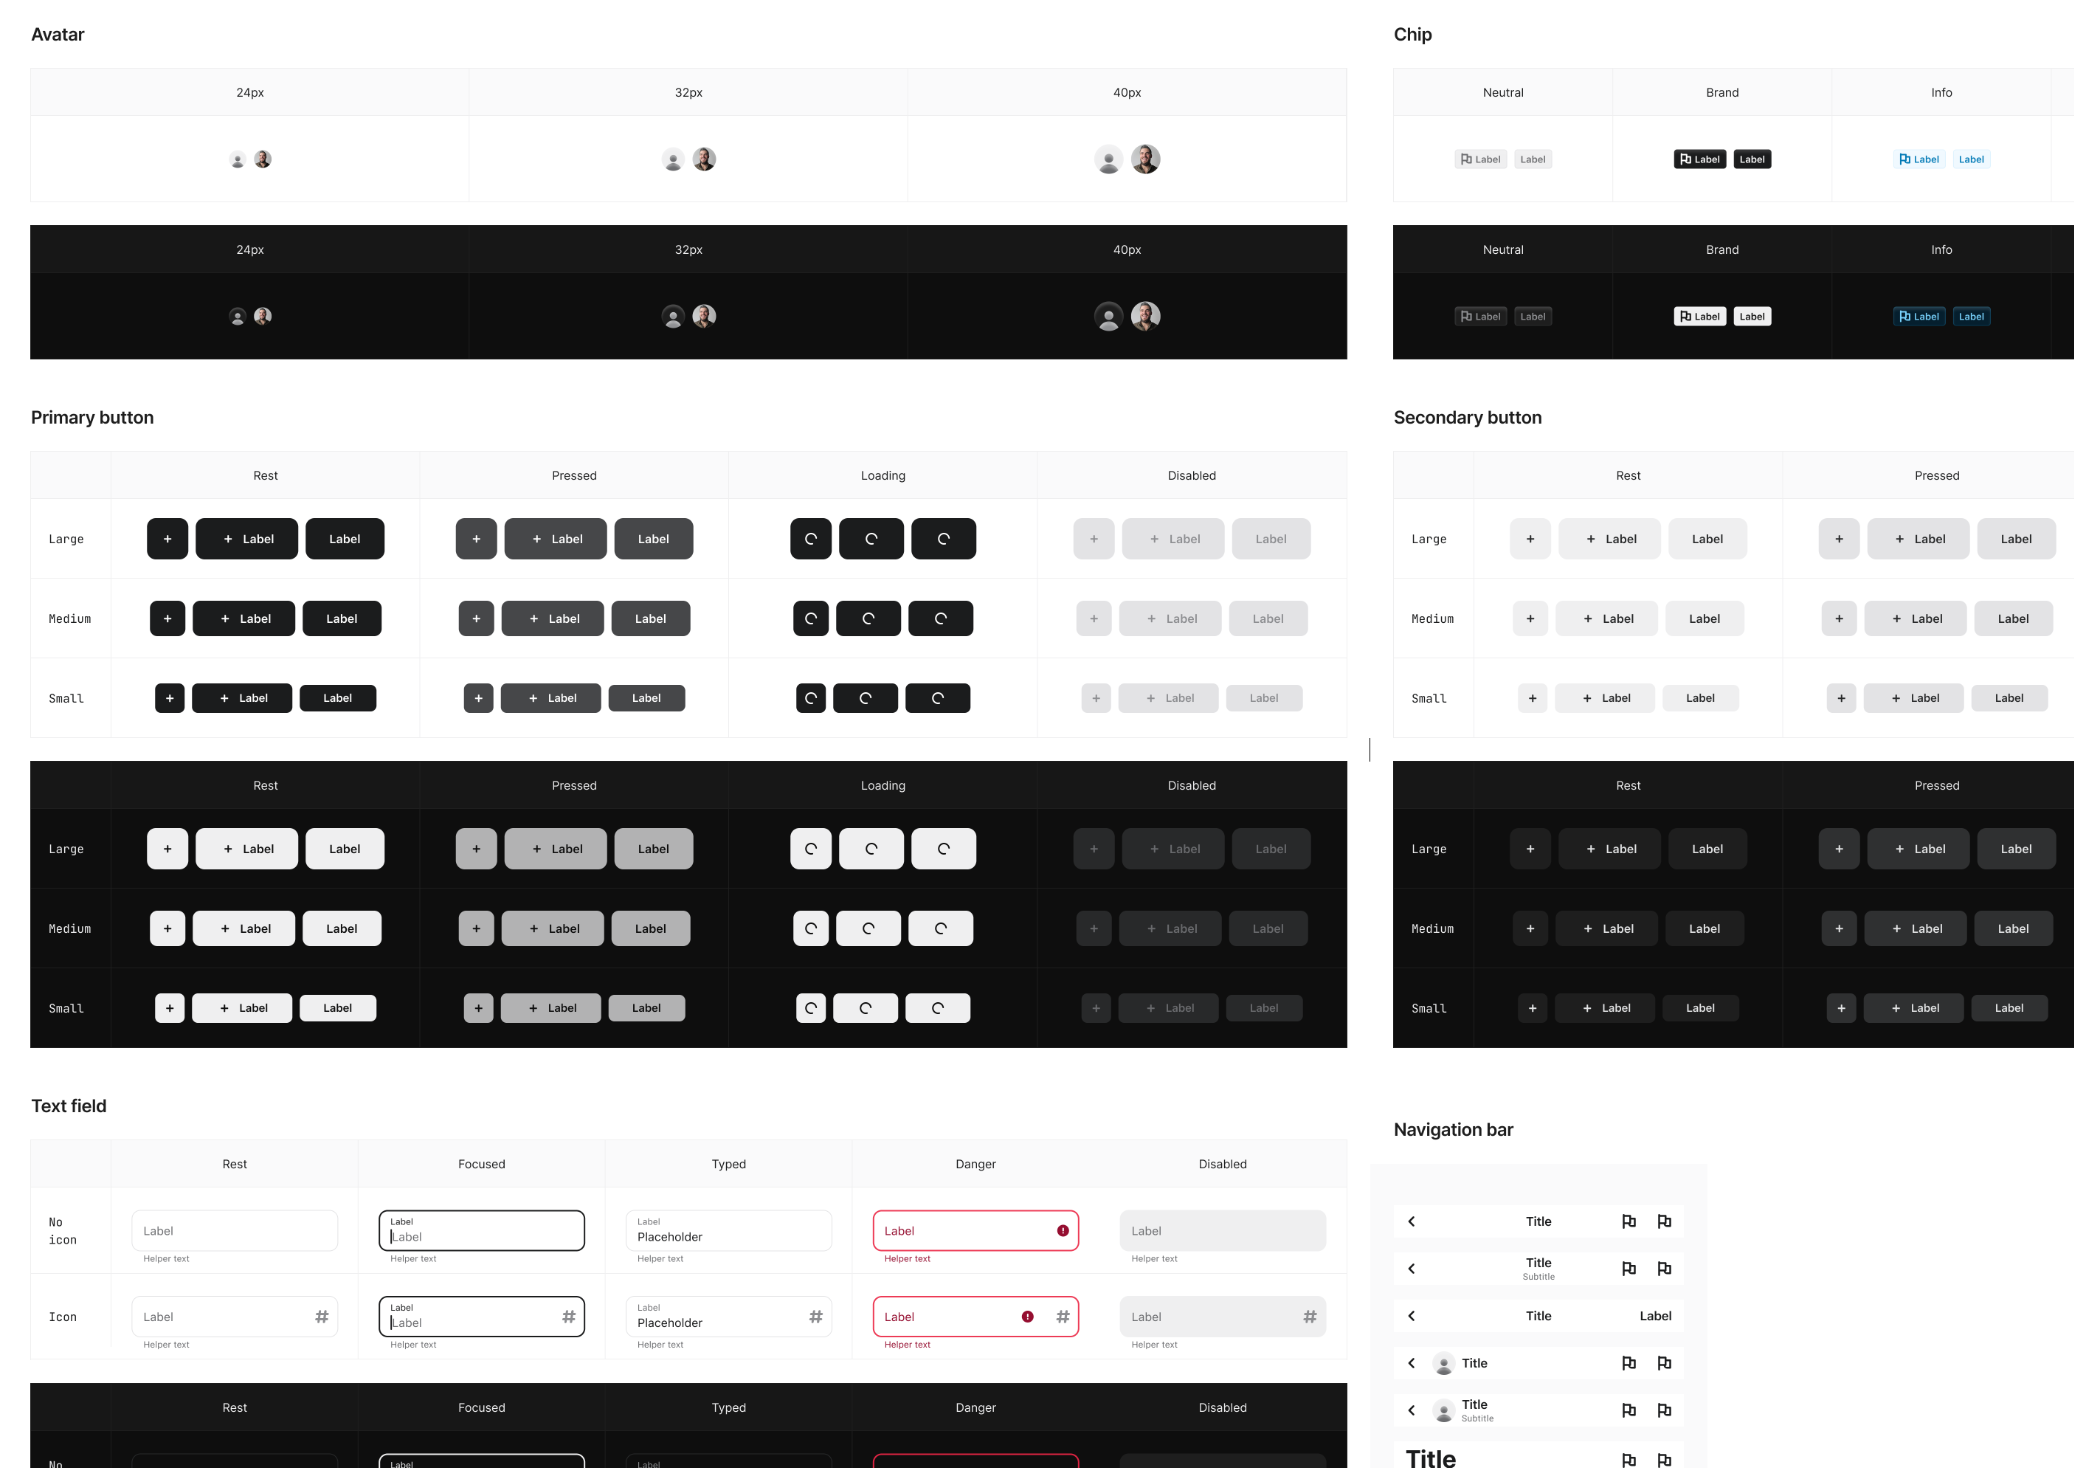 Avatar
24px 32px 40px
24px 32px 40px
Chip
Neutral Brand Info
Label Label Label Label Label Label
Neutral Brand Info
Label Label Label Label Label Label
Primary button
Rest Pressed Loading Disabled
Large + Label Label + Label Label + Label Label
Medium + Label Label + Label Label + Label Label
Small + Label Label + Label Label + Label Label
Rest Pressed Loading Disabled
Large + Label Label + Label Label + Label Label
Medium + Label Label + Label Label + Label Label
Small + Label Label + Label Label + Label Label
Secondary button
Rest Pressed
Large + Label Label + Label Label
Medium + Label Label + Label Label
Small + Label Label + Label Label
Rest Pressed
Large + Label Label + Label Label
Medium + Label Label + Label Label
Small + Label Label + Label Label
Text field
Rest Focused Typed Danger Disabled
No icon
Label
Helper text
Label
Label
Helper text
Label
Placeholder
Helper text
Label
Helper text
Label
Helper text
Icon
Label #
Helper text
Label
Label #
Helper text
Label
Placeholder #
Helper text
Label #
Helper text
Label #
Helper text
Rest Focused Typed Danger Disabled
No
Label Label
Navigation bar
Title
Title
Subtitle
Title Label
Title
Title
Subtitle
Title